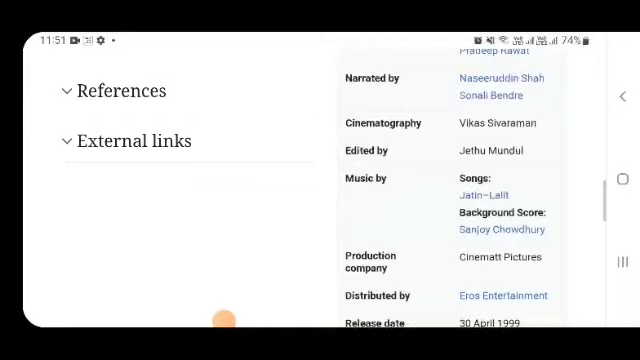 11:51
74%
Pradeep Rawat
References
External links
Narrated by Naseeruddin Shah
Sonali Bendre
Cinematography Vikas Sivaraman
Edited by Jethu Mundul
Music by Songs:
Jatin–Lalit
Background Score:
Sanjoy Chowdhury
Production company Cinematt Pictures
Distributed by Eros Entertainment
Release date 30 April 1999